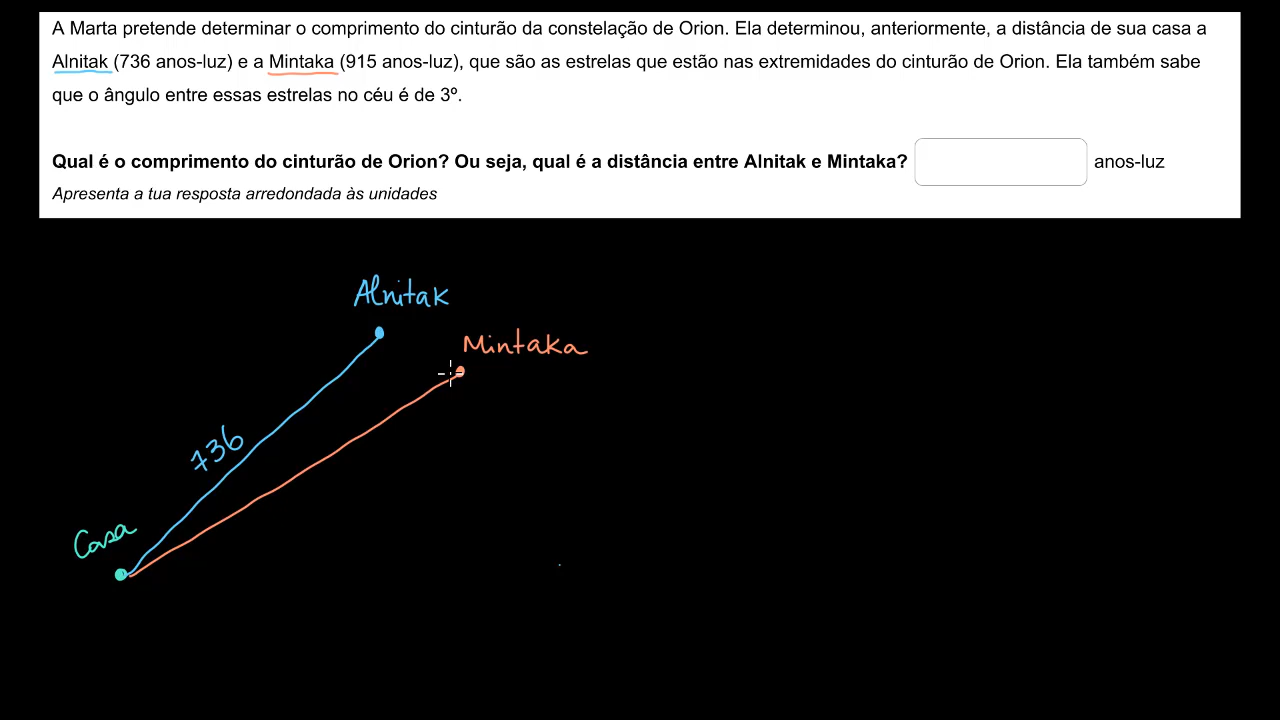 A Marta pretende determinar o comprimento do cinturão da constelação de Orion. Ela determinou, anteriormente, a distância de sua casa a
Alnitak (736 anos-luz) e a Mintaka (915 anos-luz), que são as estrelas que estão nas extremidades do cinturão de Orion. Ela também sabe
que o ângulo entre essas estrelas no céu é de 3º.
Qual é o comprimento do cinturão de Orion? Ou seja, qual é a distância entre Alnitak e Mintaka? anos-luz
Apresenta a tua resposta arredondada às unidades
Alnitak
Mintaka
736
Casa